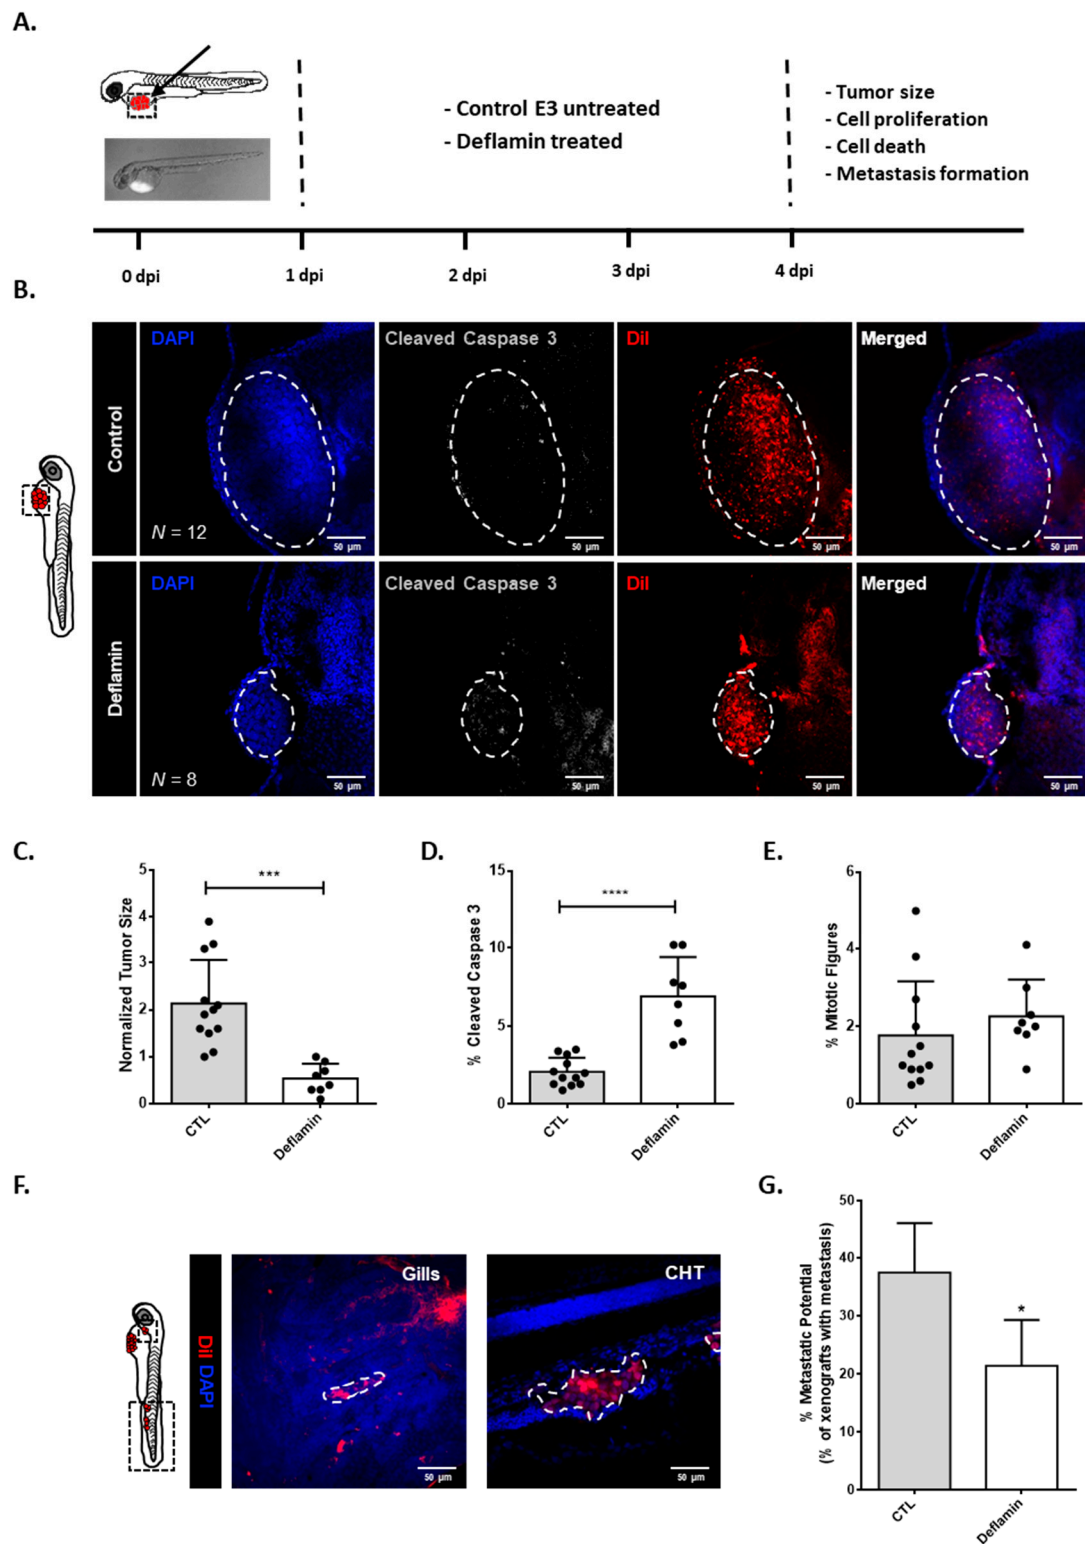 A.
- Control E3 untreated
- Deflamin treated
- Tumor size
- Cell proliferation
- Cell death
- Metastasis formation
0 dpi
1 dpi
2 dpi
3 dpi
4 dpi
B.
Control
DAPI
Cleaved Caspase 3
Dil
Merged
N = 12
50 µm
50 µm
50 µm
50 µm
Deflamin
DAPI
Cleaved Caspase 3
Dil
Merged
N = 8
50 µm
50 µm
50 µm
50 µm
C.
Normalized Tumor Size
5
4
3
2
1
0
***
CTL
Deflamin
D.
% Cleaved Caspase 3
15
10
5
0
****
CTL
Deflamin
E.
% Mitotic Figures
6
4
2
0
CTL
Deflamin
F.
Dil DAPI
Gills
50 µm
CHT
50 µm
G.
% Metastatic Potential
(% of xenografts with metastasis)
50
40
30
20
10
0
*
CTL
Deflamin